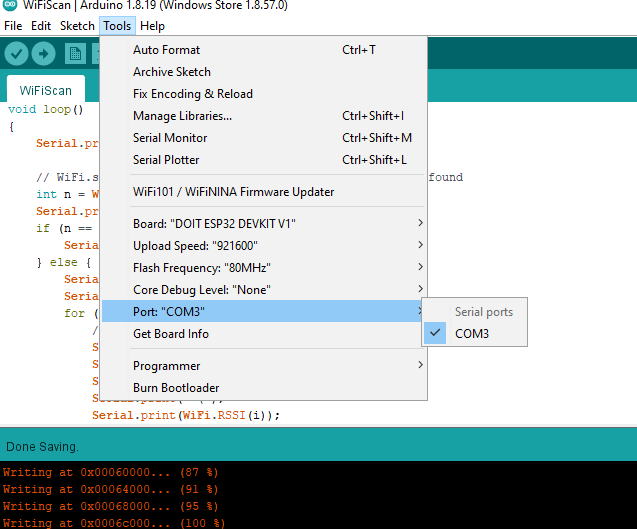 WiFiScan | Arduino 1.8.19 (Windows Store 1.8.57.0)
File Edit Sketch Tools Help
Auto Format Ctrl+T
Archive Sketch
Fix Encoding & Reload
Manage Libraries... Ctrl+Shift+I
Serial Monitor Ctrl+Shift+M
Serial Plotter Ctrl+Shift+L
WiFi101 / WiFiNINA Firmware Updater
Board: "DOIT ESP32 DEVKIT V1"
Upload Speed: "921600"
Flash Frequency: "80MHz"
Core Debug Level: "None"
Port: "COM3"
Get Board Info
Programmer
Burn Bootloader
Serial ports
COM3
WiFiScan
void loop()
{
Serial.pr
// WiFi.s found
int n = W
Serial.pr
if (n ==
Seria
} else {
Seria
Seria
for (
/
S
S
S
Serial.print(WiFi.RSSI(i));
Done Saving.
Writing at 0x00060000... (87 %)
Writing at 0x00064000... (91 %)
Writing at 0x00068000... (95 %)
Writing at 0x0006c000... (100 %)